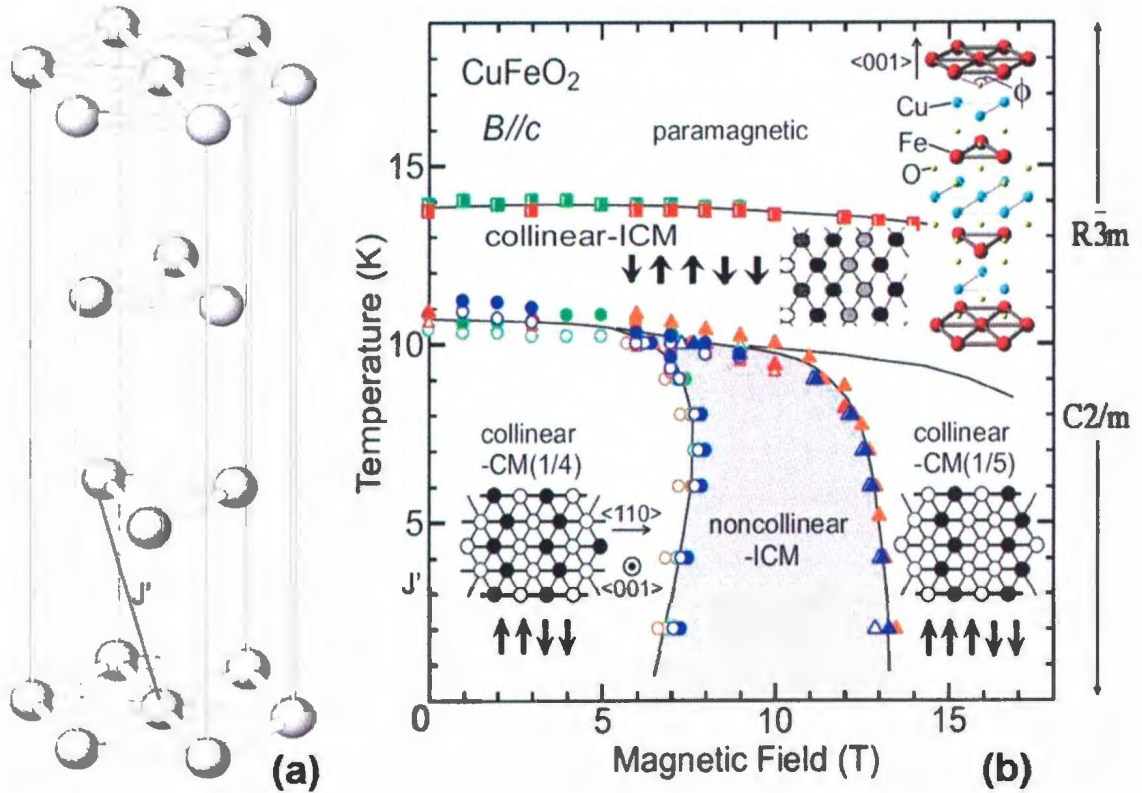 J'
(a)
CuFeO2
B//c
paramagnetic
<001>
ϕ
Cu
Fe
O
15
collinear-ICM
10
collinear
-CM(1/4)
<110>
<001>
noncollinear
-ICM
collinear
-CM(1/5)
5
J'
0
5
10
15
Temperature (K)
Magnetic Field (T)
(b)
R3̄m
C2/m